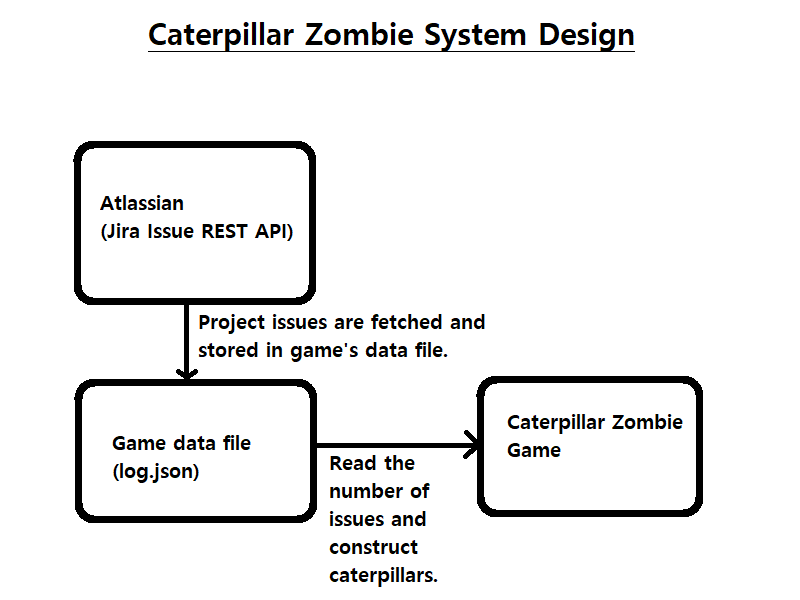 Caterpillar Zombie System Design
Atlassian
(Jira Issue REST API)
Project issues are fetched and
stored in game's data file.
Game data file
(log.json)
Read the
number of
issues and
construct
caterpillars.
Caterpillar Zombie
Game